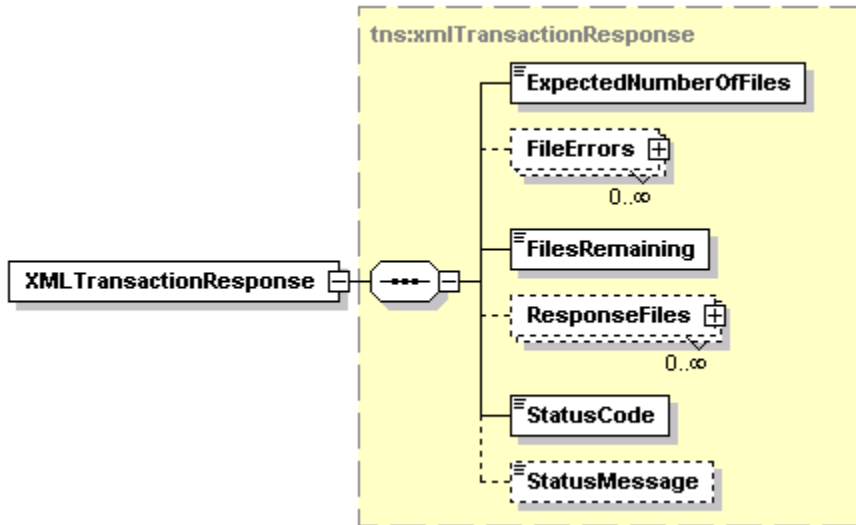 tns:xmlTransactionResponse
ExpectedNumberOfFiles
FileErrors
0..∞
FilesRemaining
XMLTransactionResponse
ResponseFiles
0..∞
StatusCode
StatusMessage